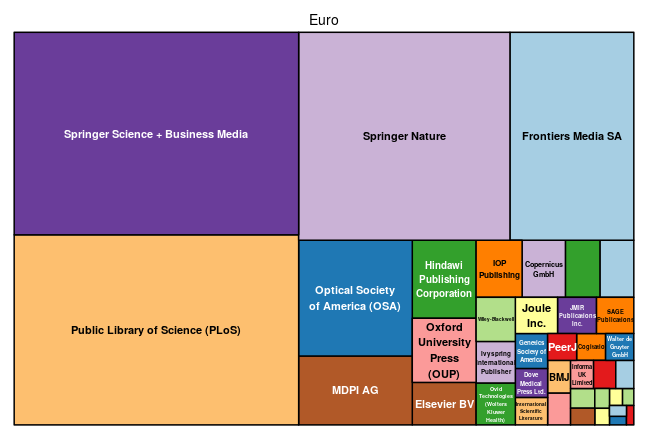 Euro
Springer Science + Business Media
Springer Nature
Frontiers Media SA
Public Library of Science (PLoS)
Optical Society
of America (OSA)
MDPI AG
Hindawi
Publishing
Corporation
Oxford
University
Press
(OUP)
Elsevier BV
IOP
Publishing
Copernicus
GmbH
Wiley-Blackwell
Joule
Inc.
JMIR
Publications
Inc.
SAGE
Publications
Ivyspring
International
Publisher
Genetics
Society of
America
PeerJ
Cogitatio
Walter de
Gruyter
GmbH
Dove
Medical
Press Ltd.
BMJ
Informa
UK
Limited
Ovid
Technologies
(Wolters
Kluwer
Health)
International
Scientific
Literature